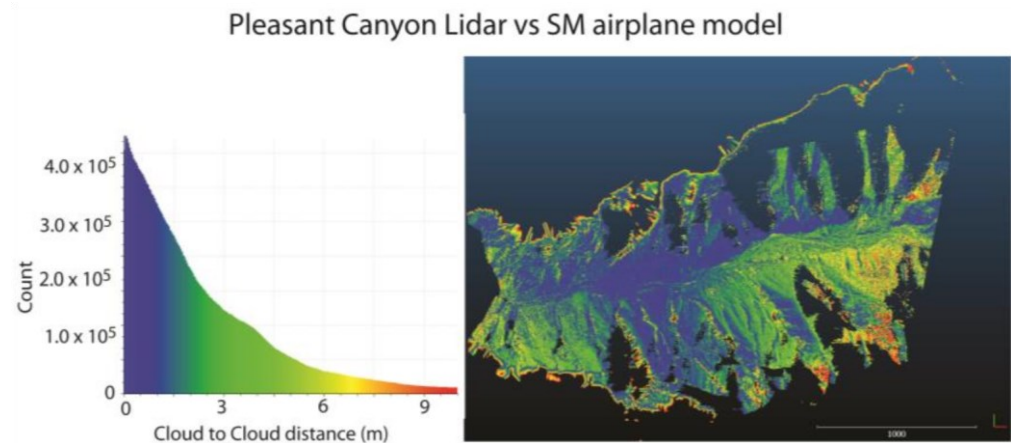 Pleasant Canyon Lidar vs SM airplane model
4.0 x 10⁵
3.0 x 10⁵
2.0 x 10⁵
1.0 x 10⁵
0
Count
0 3 6 9
Cloud to Cloud distance (m)
1000